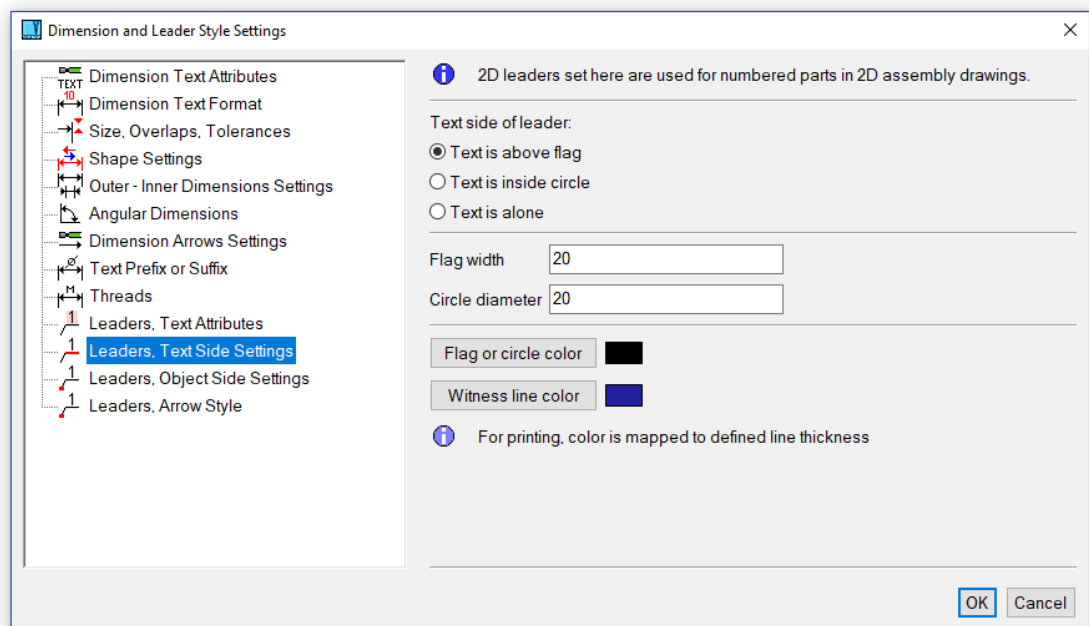 Dimension and Leader Style Settings
TEXT
Dimension Text Attributes
10
Dimension Text Format
Size, Overlaps, Tolerances
Shape Settings
Outer - Inner Dimensions Settings
Angular Dimensions
Dimension Arrows Settings
Text Prefix or Suffix
M
Threads
1
Leaders, Text Attributes
1
Leaders, Text Side Settings
1
Leaders, Object Side Settings
1
Leaders, Arrow Style
2D leaders set here are used for numbered parts in 2D assembly drawings.
Text side of leader:
Text is above flag
Text is inside circle
Text is alone
Flag width 20
Circle diameter 20
Flag or circle color
Witness line color
For printing, color is mapped to defined line thickness
OK Cancel